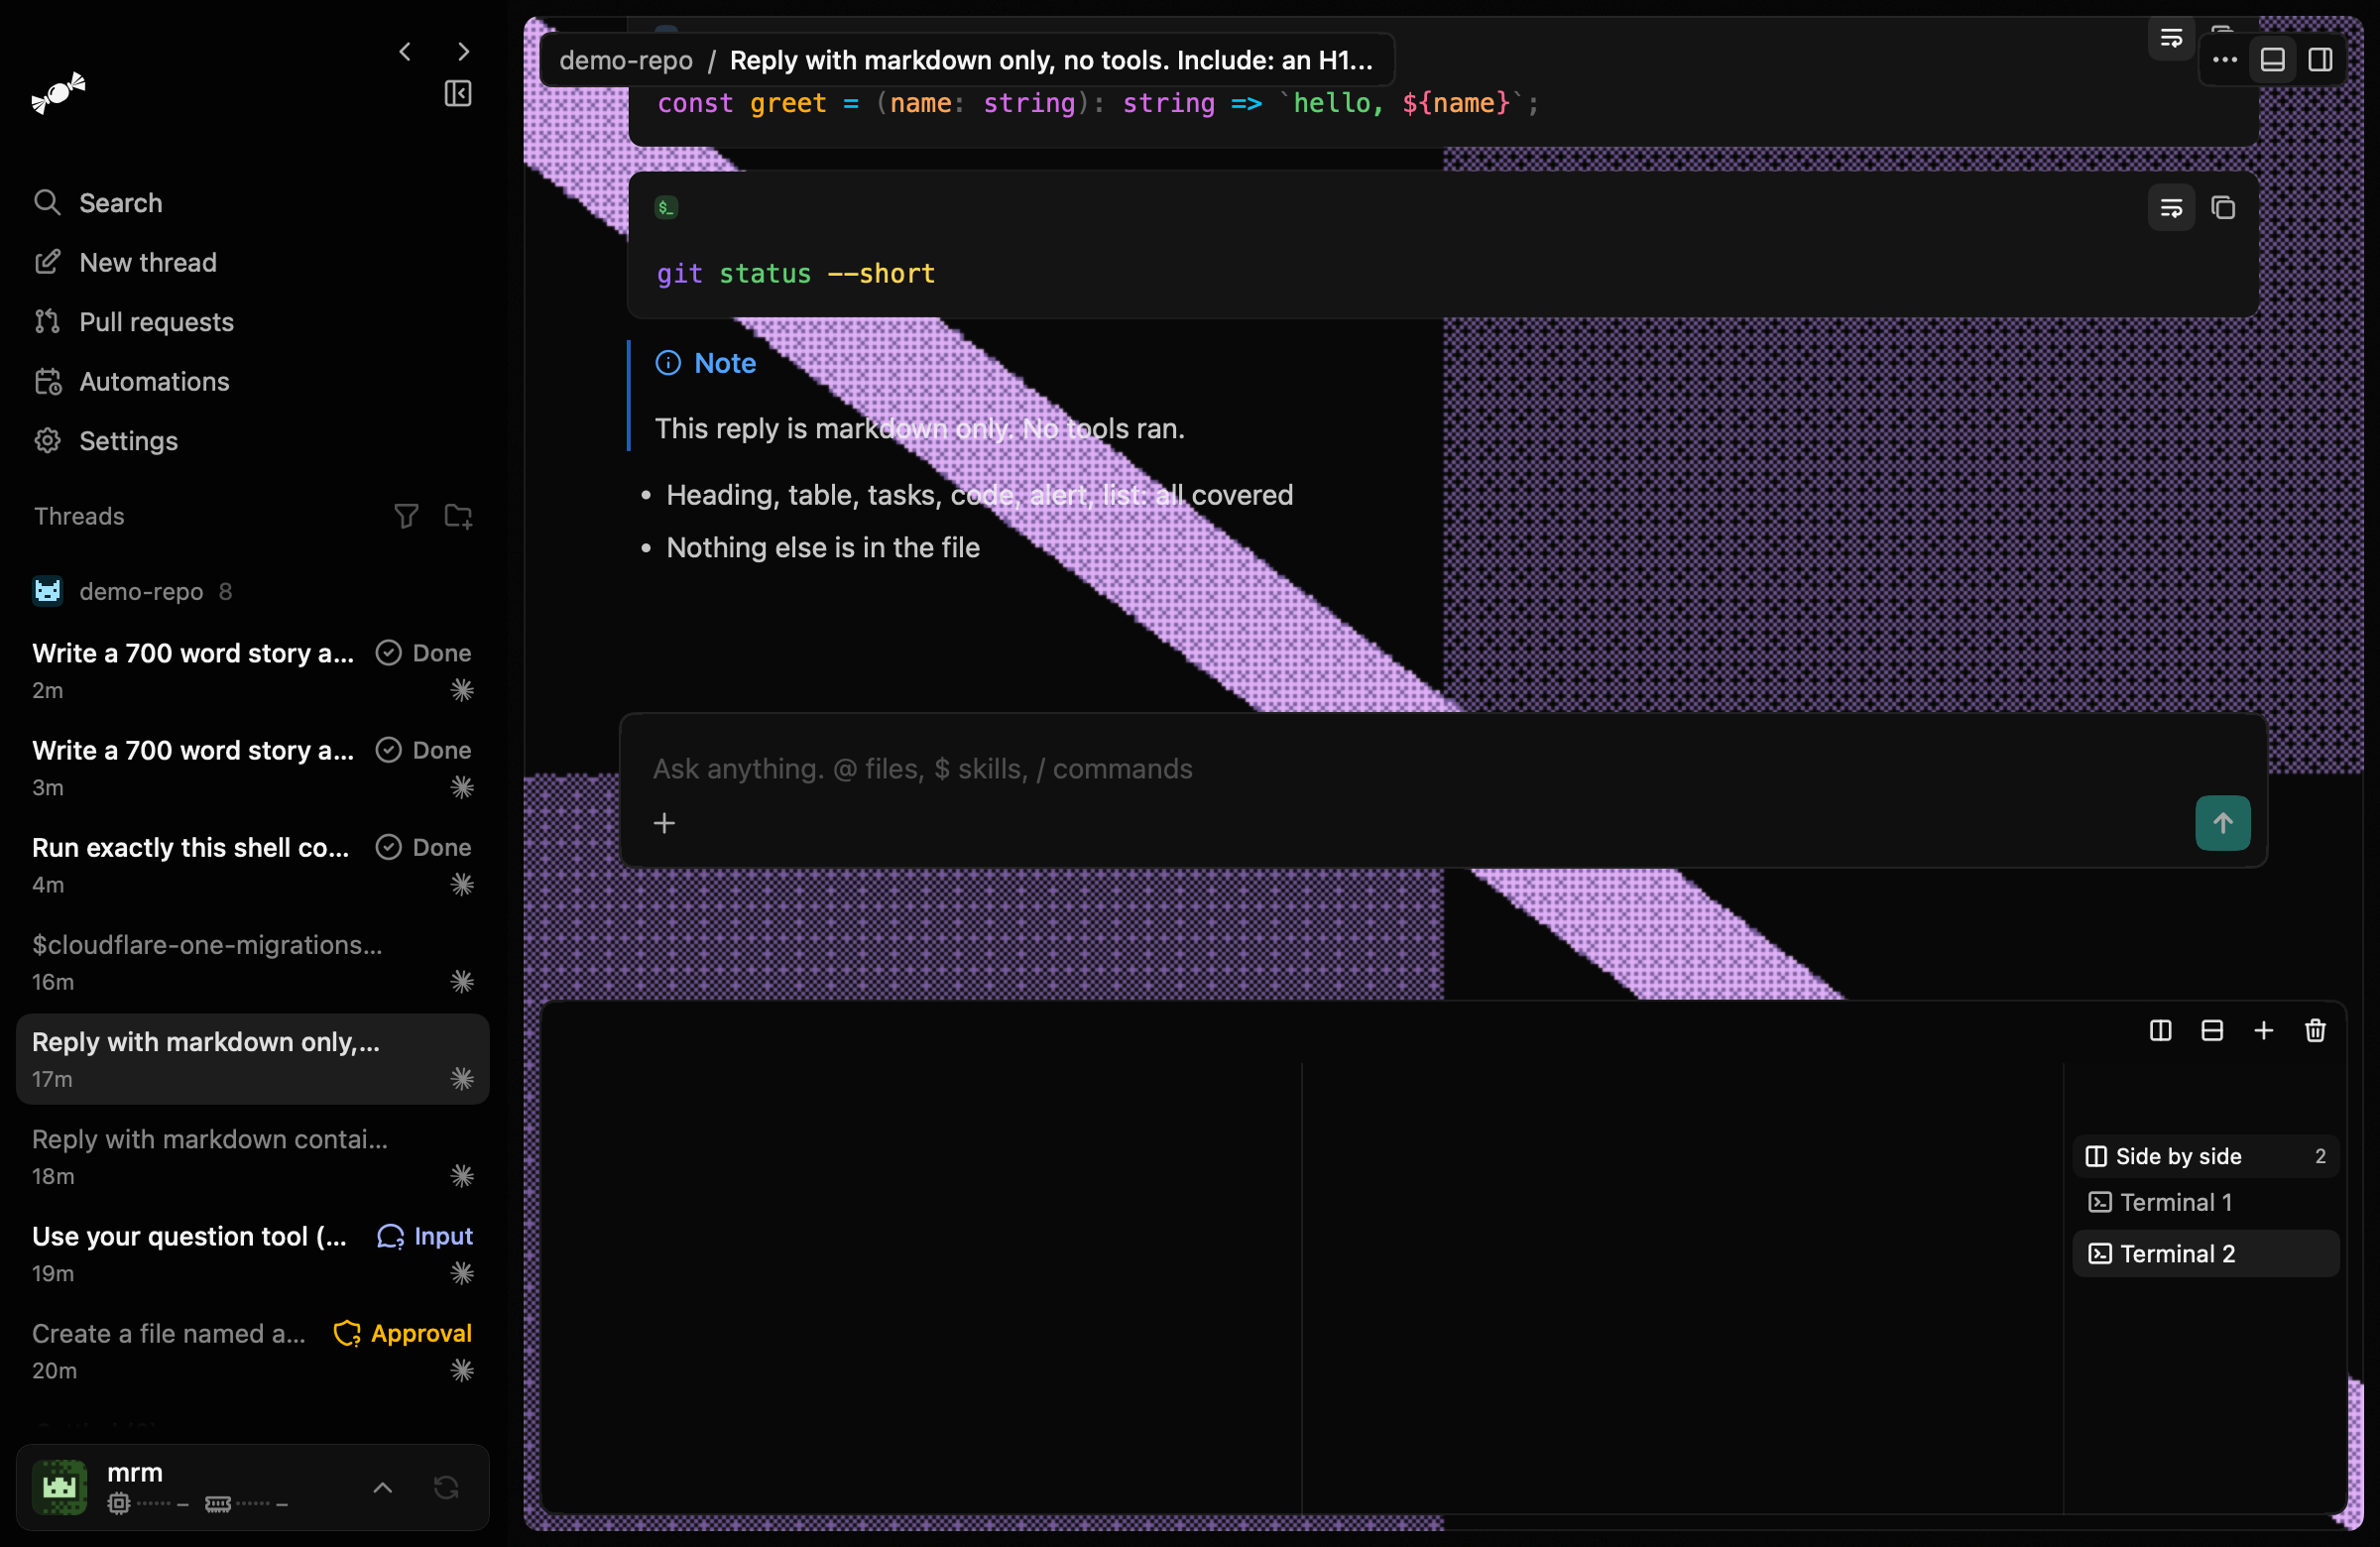 Search
New thread
Pull requests
Automations
Settings
Threads
demo-repo 8
Write a 700 word story a... Done
2m
Write a 700 word story a... Done
3m
Run exactly this shell co... Done
4m
$cloudflare-one-migrations...
16m
Reply with markdown only,...
17m
Reply with markdown contai...
18m
Use your question tool (... Input
19m
Create a file named a... Approval
20m
mrm
demo-repo / Reply with markdown only, no tools. Include: an H1...
const greet = (name: string): string => `hello, ${name}`;
$_
git status --short
Note
This reply is markdown only. No tools ran.
• Heading, table, tasks, code, alert, list: all covered
• Nothing else is in the file
Ask anything. @ files, $ skills, / commands
Side by side 2
Terminal 1
Terminal 2